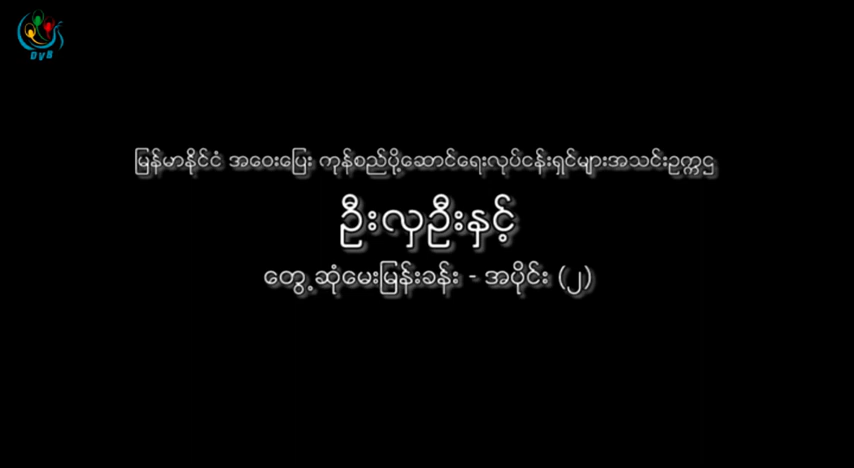 DVB
မြန်မာနိုင်ငံ အဝေးပြေး ကုန်စည်ပို့ဆောင်ရေးလုပ်ငန်းရှင်များအသင်းဥက္ကဌ
ဦးလှဦးနှင့်
တွေ့ဆုံမေးမြန်းခန်း - အပိုင်း (၂)